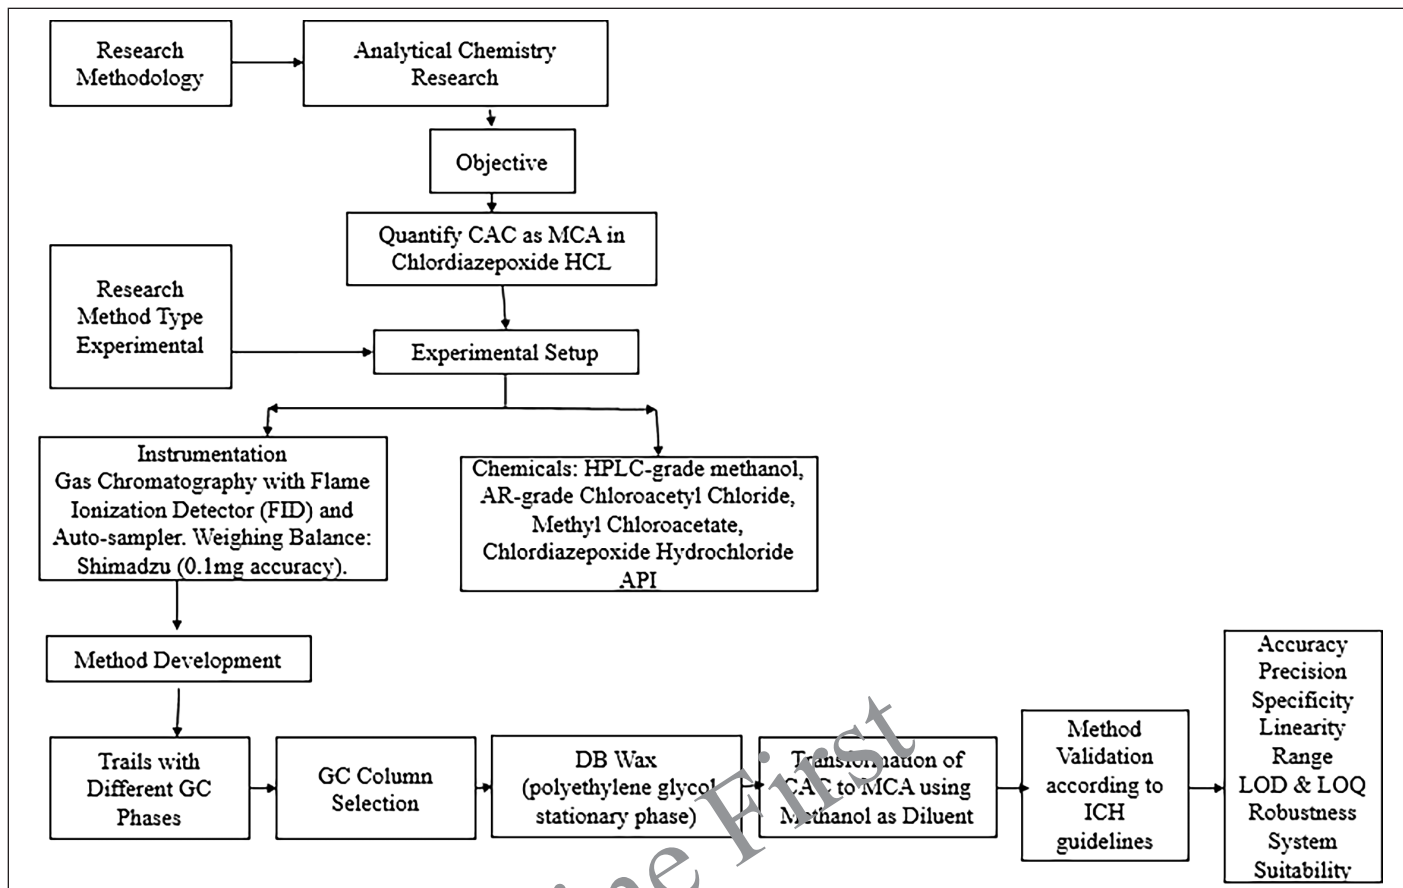 Research
Methodology
Analytical Chemistry
Research
Objective
Quantify CAC as MCA in
Chlordiazepoxide HCL
Research
Method Type
Experimental
Experimental Setup
Instrumentation
Gas Chromatography with Flame
Ionization Detector (FID) and
Auto-sampler. Weighing Balance:
Shimadzu (0.1mg accuracy).
Chemicals: HPLC-grade methanol,
AR-grade Chloroacetyl Chloride,
Methyl Chloroacetate,
Chlordiazepoxide Hydrochloride
API
Method Development
Trails with
Different GC
Phases
GC Column
Selection
DB Wax
(polyethylene glycol
stationary phase)
Transformation of
CAC to MCA using
Methanol as Diluent
Method
Validation
according to
ICH
guidelines
Accuracy
Precision
Specificity
Linearity
Range
LOD & LOQ
Robustness
System
Suitability
First